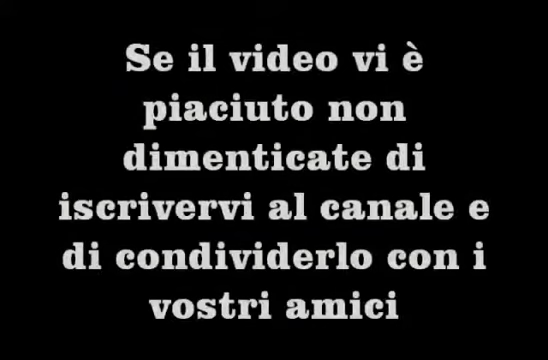 Se il video vi è
piaciuto non
dimenticate di
iscrivervi al canale e
di condividerlo con i
vostri amici